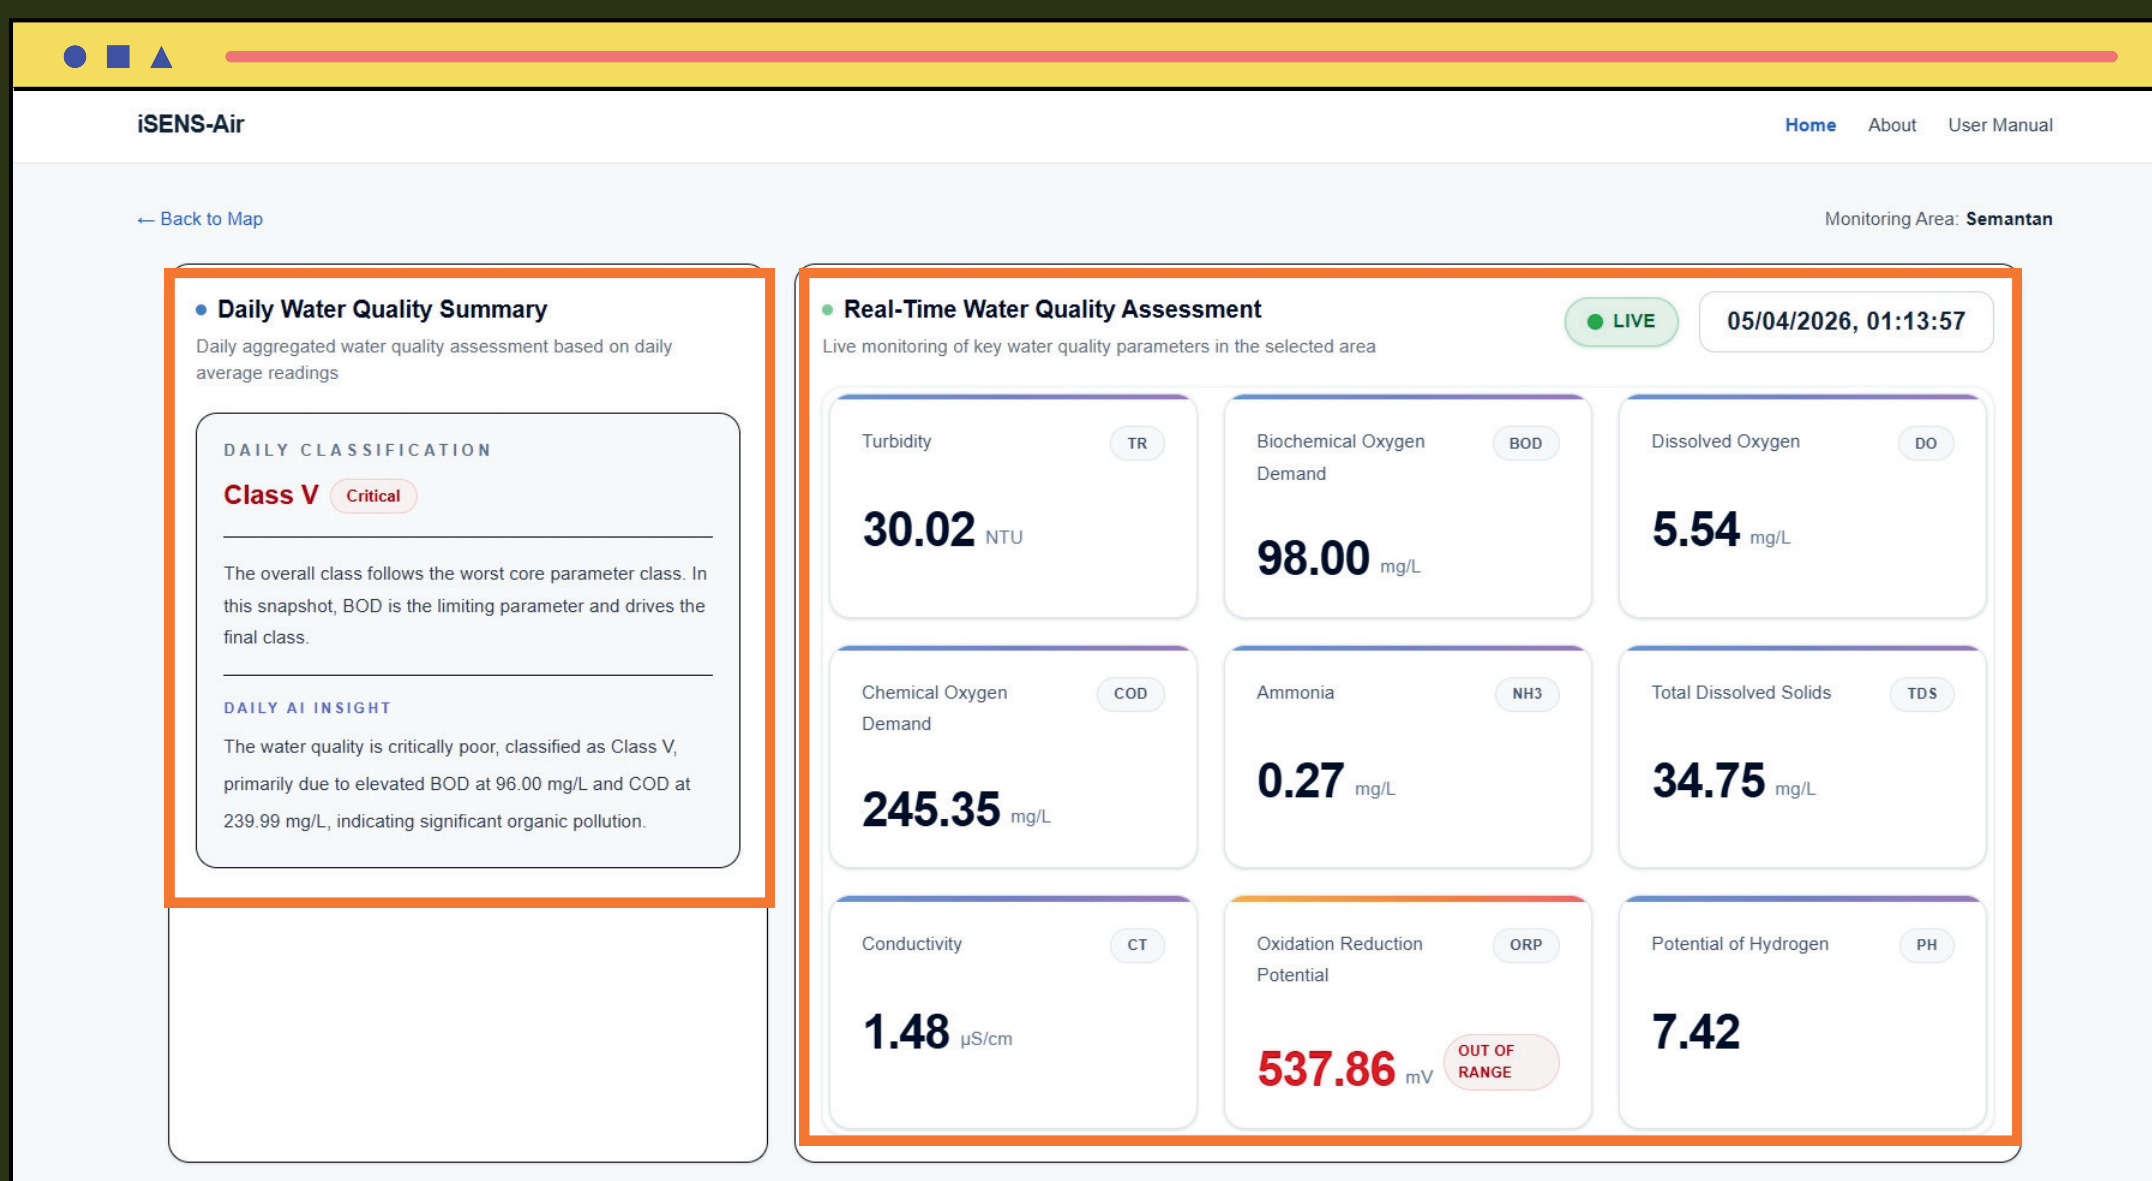 iSENS-Air
Home About User Manual
← Back to Map
Monitoring Area: Semantan
Daily Water Quality Summary
Daily aggregated water quality assessment based on daily
average readings
DAILY CLASSIFICATION
Class V Critical
The overall class follows the worst core parameter class. In
this snapshot, BOD is the limiting parameter and drives the
final class.
DAILY AI INSIGHT
The water quality is critically poor, classified as Class V,
primarily due to elevated BOD at 96.00 mg/L and COD at
239.99 mg/L, indicating significant organic pollution.
Real-Time Water Quality Assessment
Live monitoring of key water quality parameters in the selected area
LIVE
05/04/2026, 01:13:57
Turbidity TR
30.02 NTU
Biochemical Oxygen BOD
Demand
98.00 mg/L
Dissolved Oxygen DO
5.54 mg/L
Chemical Oxygen COD
Demand
245.35 mg/L
Ammonia NH3
0.27 mg/L
Total Dissolved Solids TDS
34.75 mg/L
Conductivity CT
1.48 µS/cm
Oxidation Reduction ORP
Potential
537.86 mV
OUT OF
RANGE
Potential of Hydrogen PH
7.42